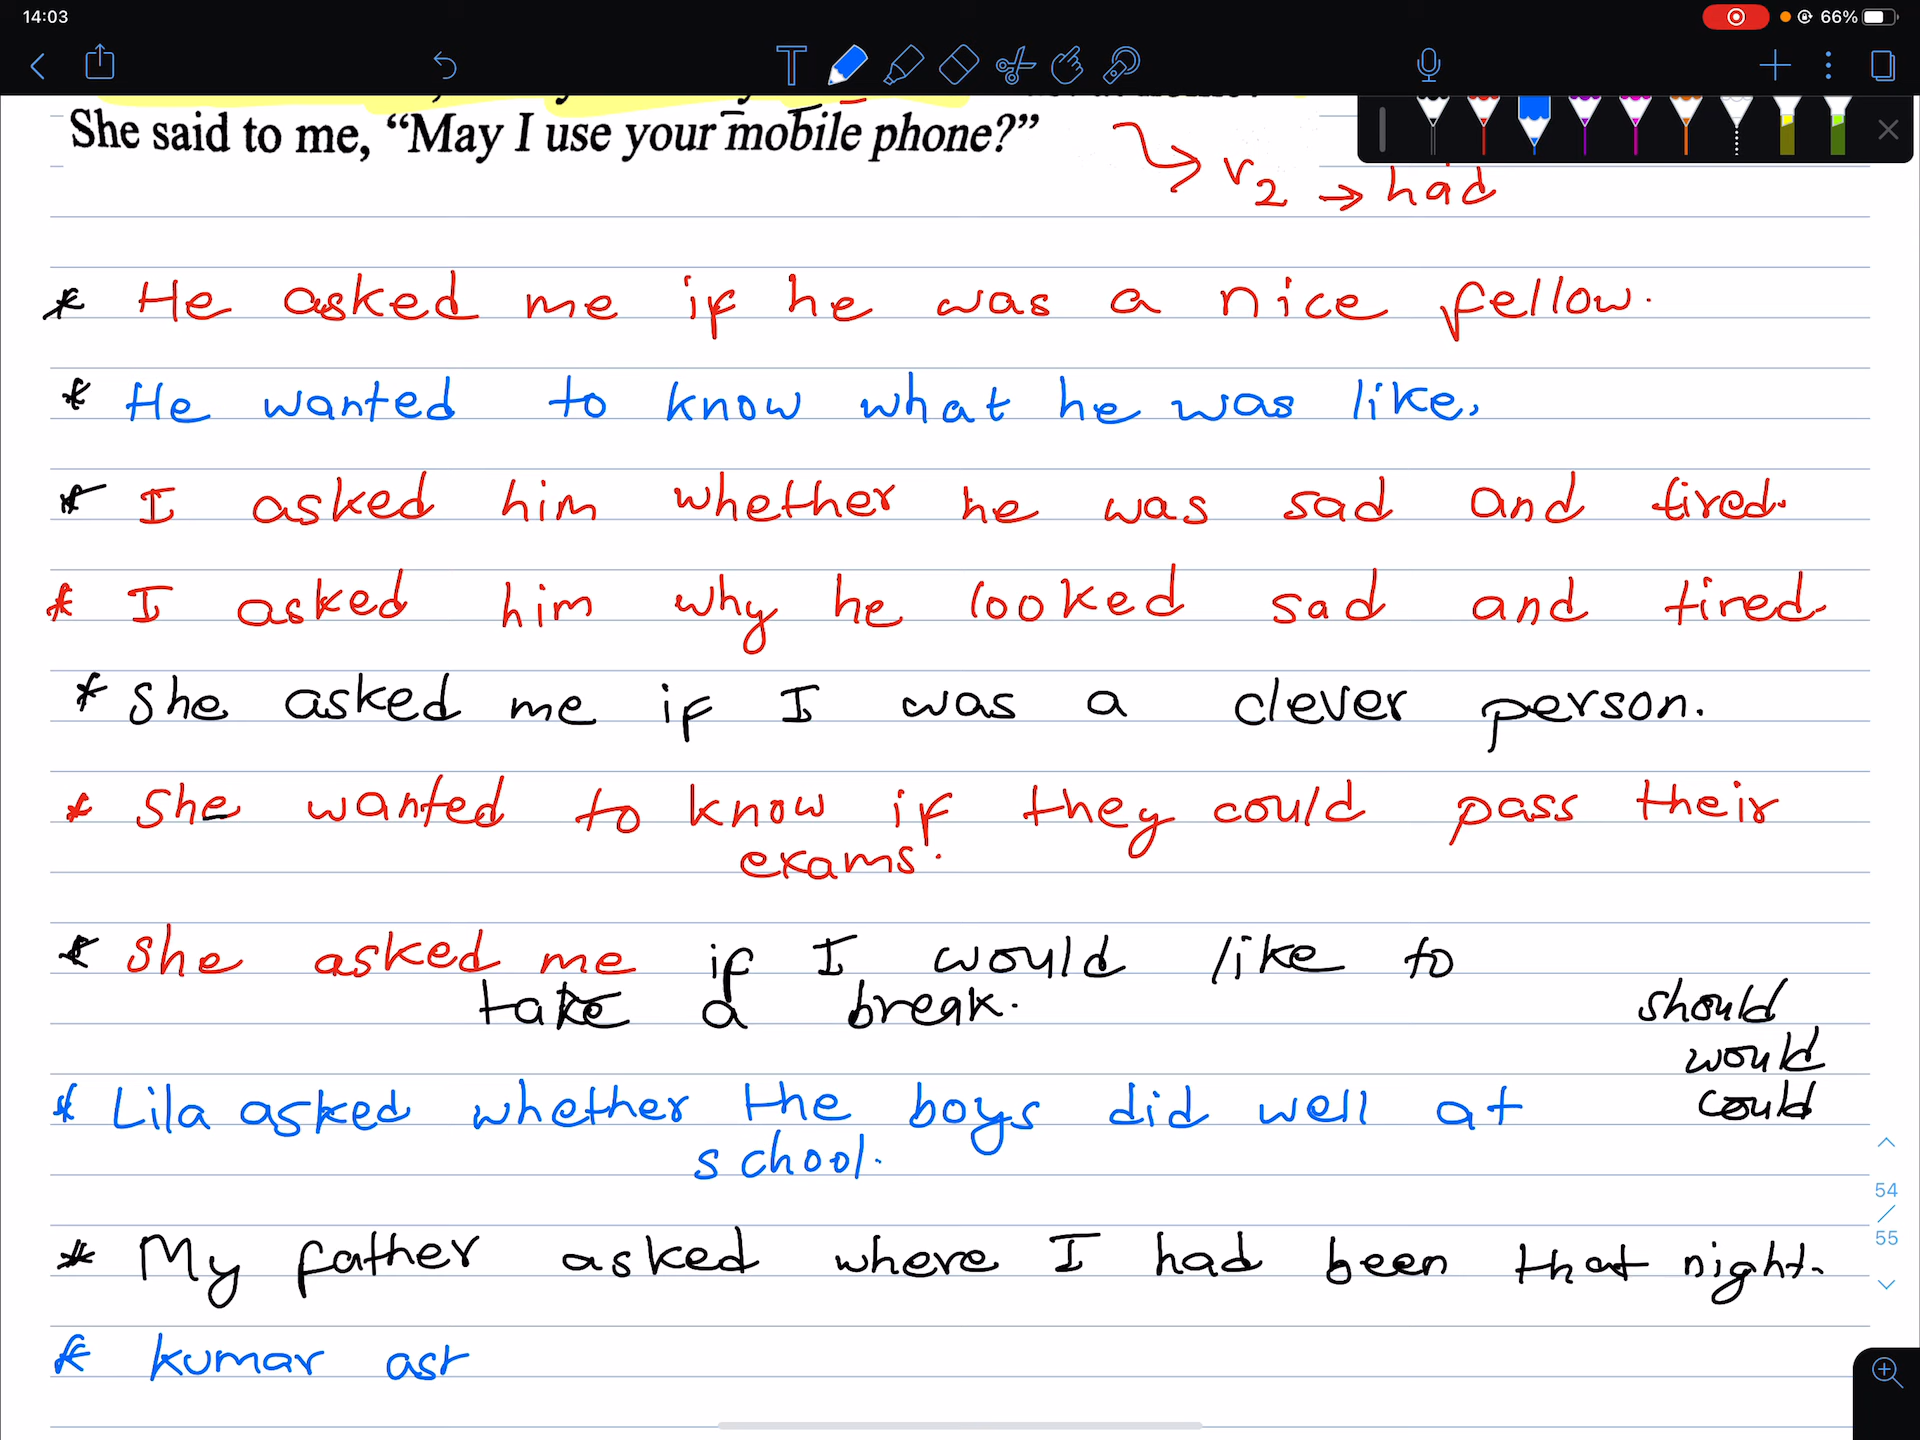 14:03
66%
She said to me, “May I use your mobile phone?”
v2 → had
* He asked me if he was a nice fellow.
* He wanted to know what he was like.
* I asked him whether he was sad and tired.
* I asked him why he looked sad and tired.
* She asked me if I was a clever person.
* She wanted to know if they could pass their
exams.
* She asked me if I would like to
take a break.
should
would
could
* Lila asked whether the boys did well at
school.
54
/
55
* My father asked where I had been that night.
* kumar ask